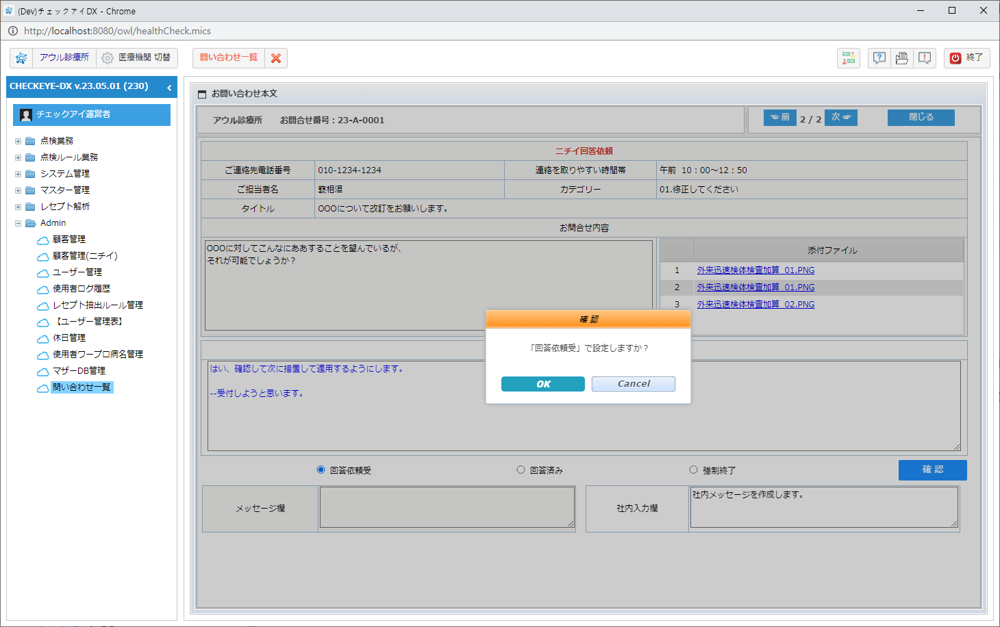 (Dev)チェックアイDX - Chrome
http://localhost:8080/owl/healthCheck.mics
アウル診療所
医療機関 切替
問い合わせ一覧
終了
CHECKEYE-DX v.23.05.01 (230)
チェックアイ運営者
点検業務
点検ルール業務
システム管理
マスター管理
レセプト解析
Admin
顧客管理
顧客管理(ニチイ)
ユーザー管理
使用者ログ履歴
レセプト抽出ルール管理
【ユーザー管理表】
休日管理
使用者ワープロ病名管理
マザーDB管理
問い合わせ一覧
お問い合わせ本文
アウル診療所 お問合せ番号：23-A-0001
前 2 / 2 次
閉じる
ニチイ回答依頼
ご連絡先電話番号 010-1234-1234 連絡を取りやすい時間帯 午前 10：00～12：50
ご担当者名 裵相洹 カテゴリー 01.修正してください
タイトル OOOについて改訂をお願いします。
お問合せ内容
OOOに対してこんなにああすることを望んでいるが、
それが可能でしょうか？
添付ファイル
1 外来迅速検体検査加算_01.PNG
2 外来迅速検体検査加算_01.PNG
3 外来迅速検体検査加算_02.PNG
確 認
「回答依頼受」で設定しますか？
OK Cancel
はい、確認して次に措置して適用するようにします。
--受付しようと思います。
回答依頼受 回答済み 強制終了 確 認
メッセージ欄
社内入力欄 社内メッセージを作成します。